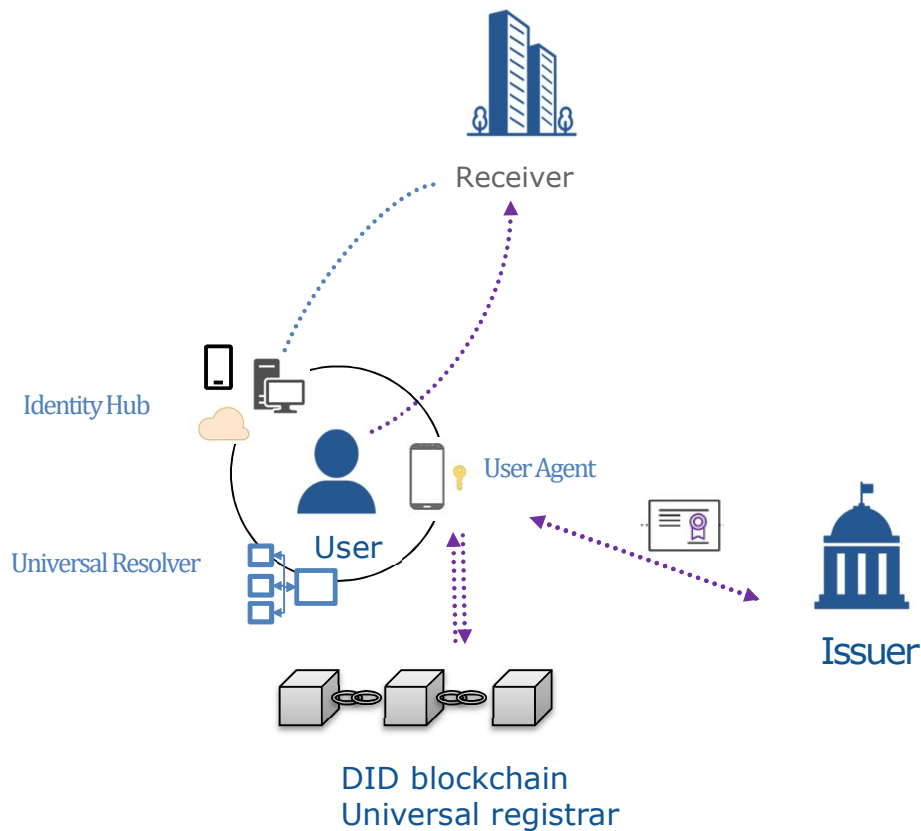 Receiver
Identity Hub
User Agent
User
Universal Resolver
Issuer
DID blockchain
Universal registrar